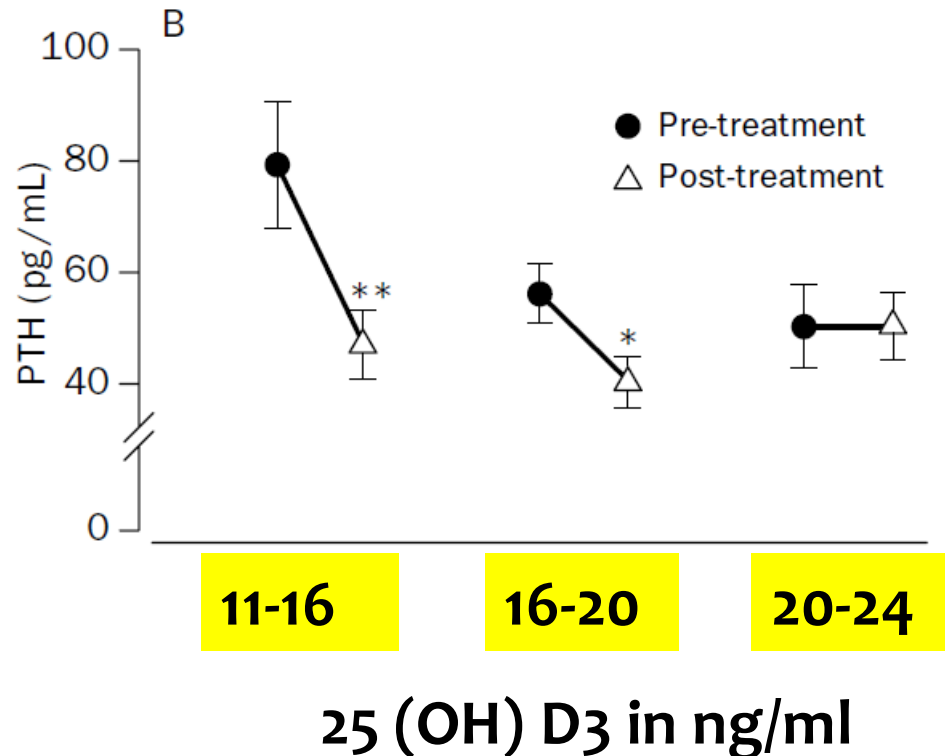 B
100
80
60
40
0
PTH (pg/mL)
Pre-treatment
Post-treatment
**
*
11-16
16-20
20-24
25 (OH) D3 in ng/ml